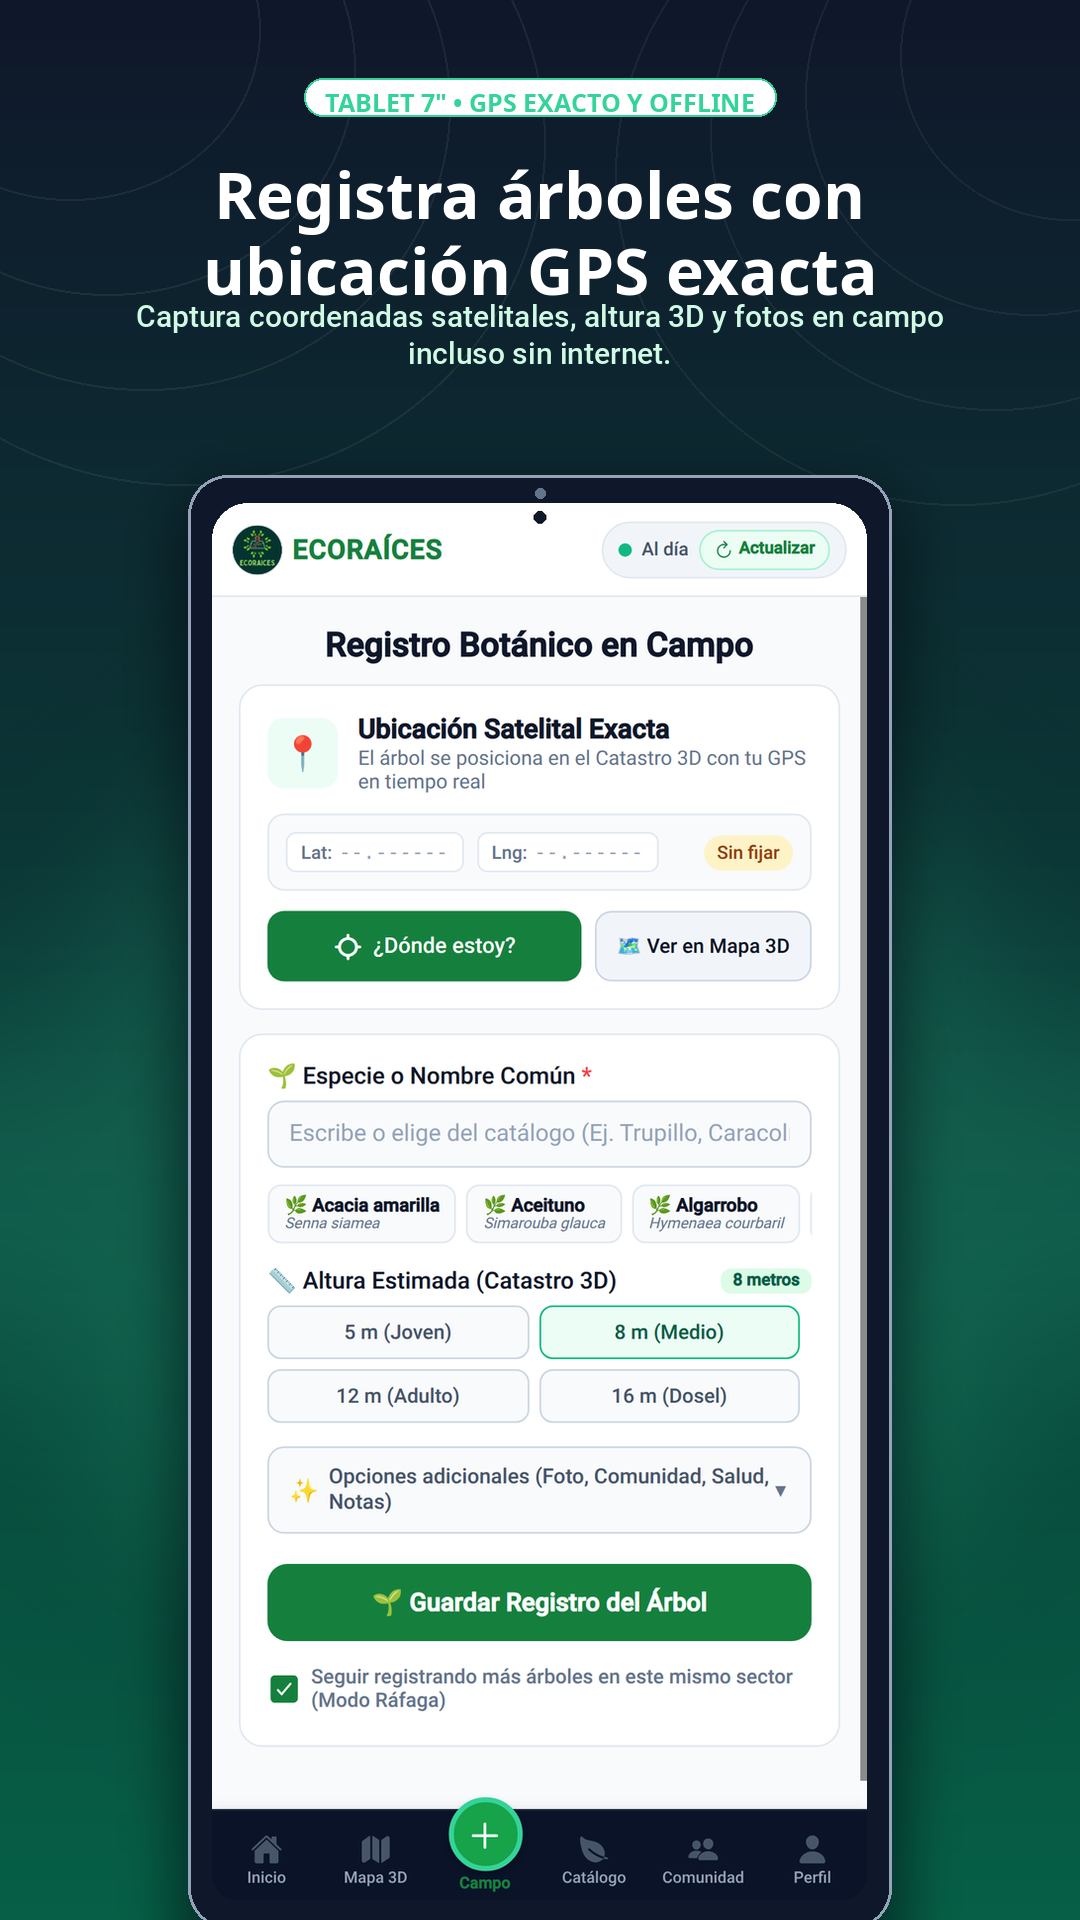 TABLET 7" • GPS EXACTO Y OFFLINE
Registra árboles con
ubicación GPS exacta
Captura coordenadas satelitales, altura 3D y fotos en campo
incluso sin internet.
ECORAÍCES
ECORAÍCES
Al día
Actualizar
Registro Botánico en Campo
Ubicación Satelital Exacta
El árbol se posiciona en el Catastro 3D con tu GPS
en tiempo real
Lat: --.------
Lng: --.------
Sin fijar
¿Dónde estoy?
Ver en Mapa 3D
Especie o Nombre Común *
Escribe o elige del catálogo (Ej. Trupillo, Caracol
Acacia amarilla
Senna siamea
Aceituno
Simarouba glauca
Algarrobo
Hymenaea courbaril
Altura Estimada (Catastro 3D)
8 metros
5 m (Joven)
8 m (Medio)
12 m (Adulto)
16 m (Dosel)
Opciones adicionales (Foto, Comunidad, Salud,
Notas)
Guardar Registro del Árbol
Seguir registrando más árboles en este mismo sector
(Modo Ráfaga)
Inicio
Mapa 3D
Campo
Catálogo
Comunidad
Perfil